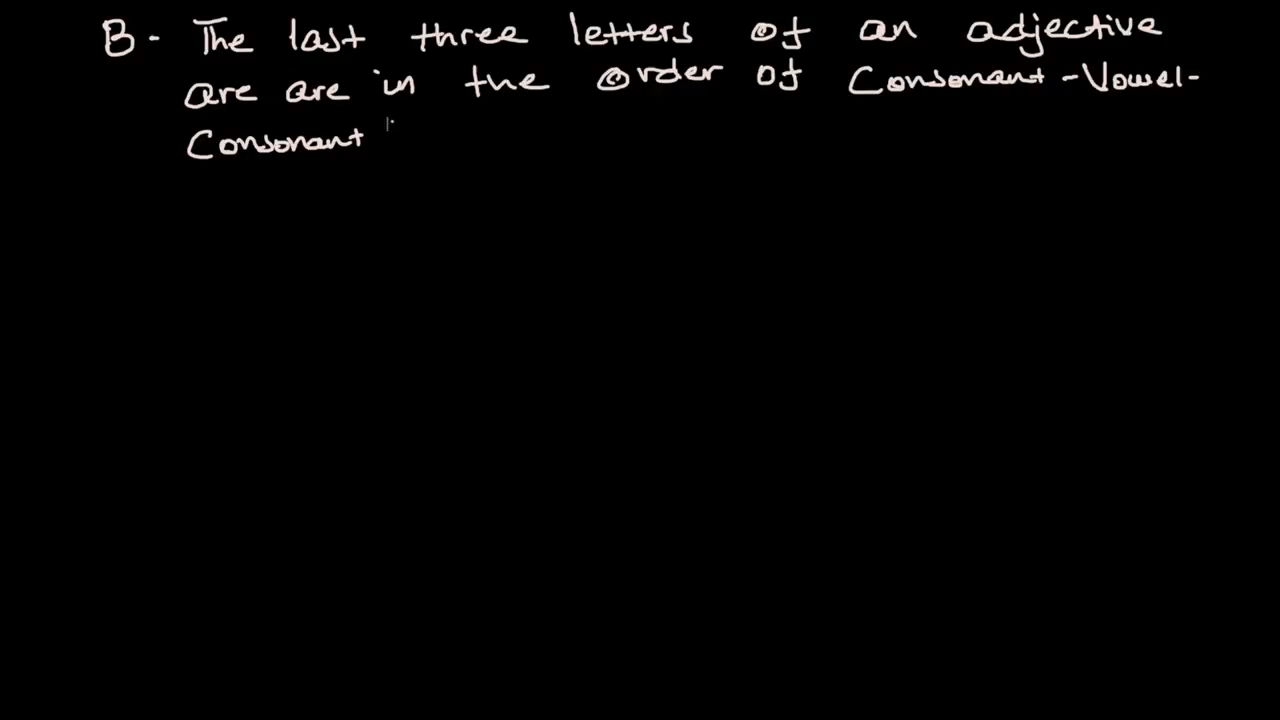 B - The last three letters of an adjective
are are in the order of Consonant - Vowel -
Consonant